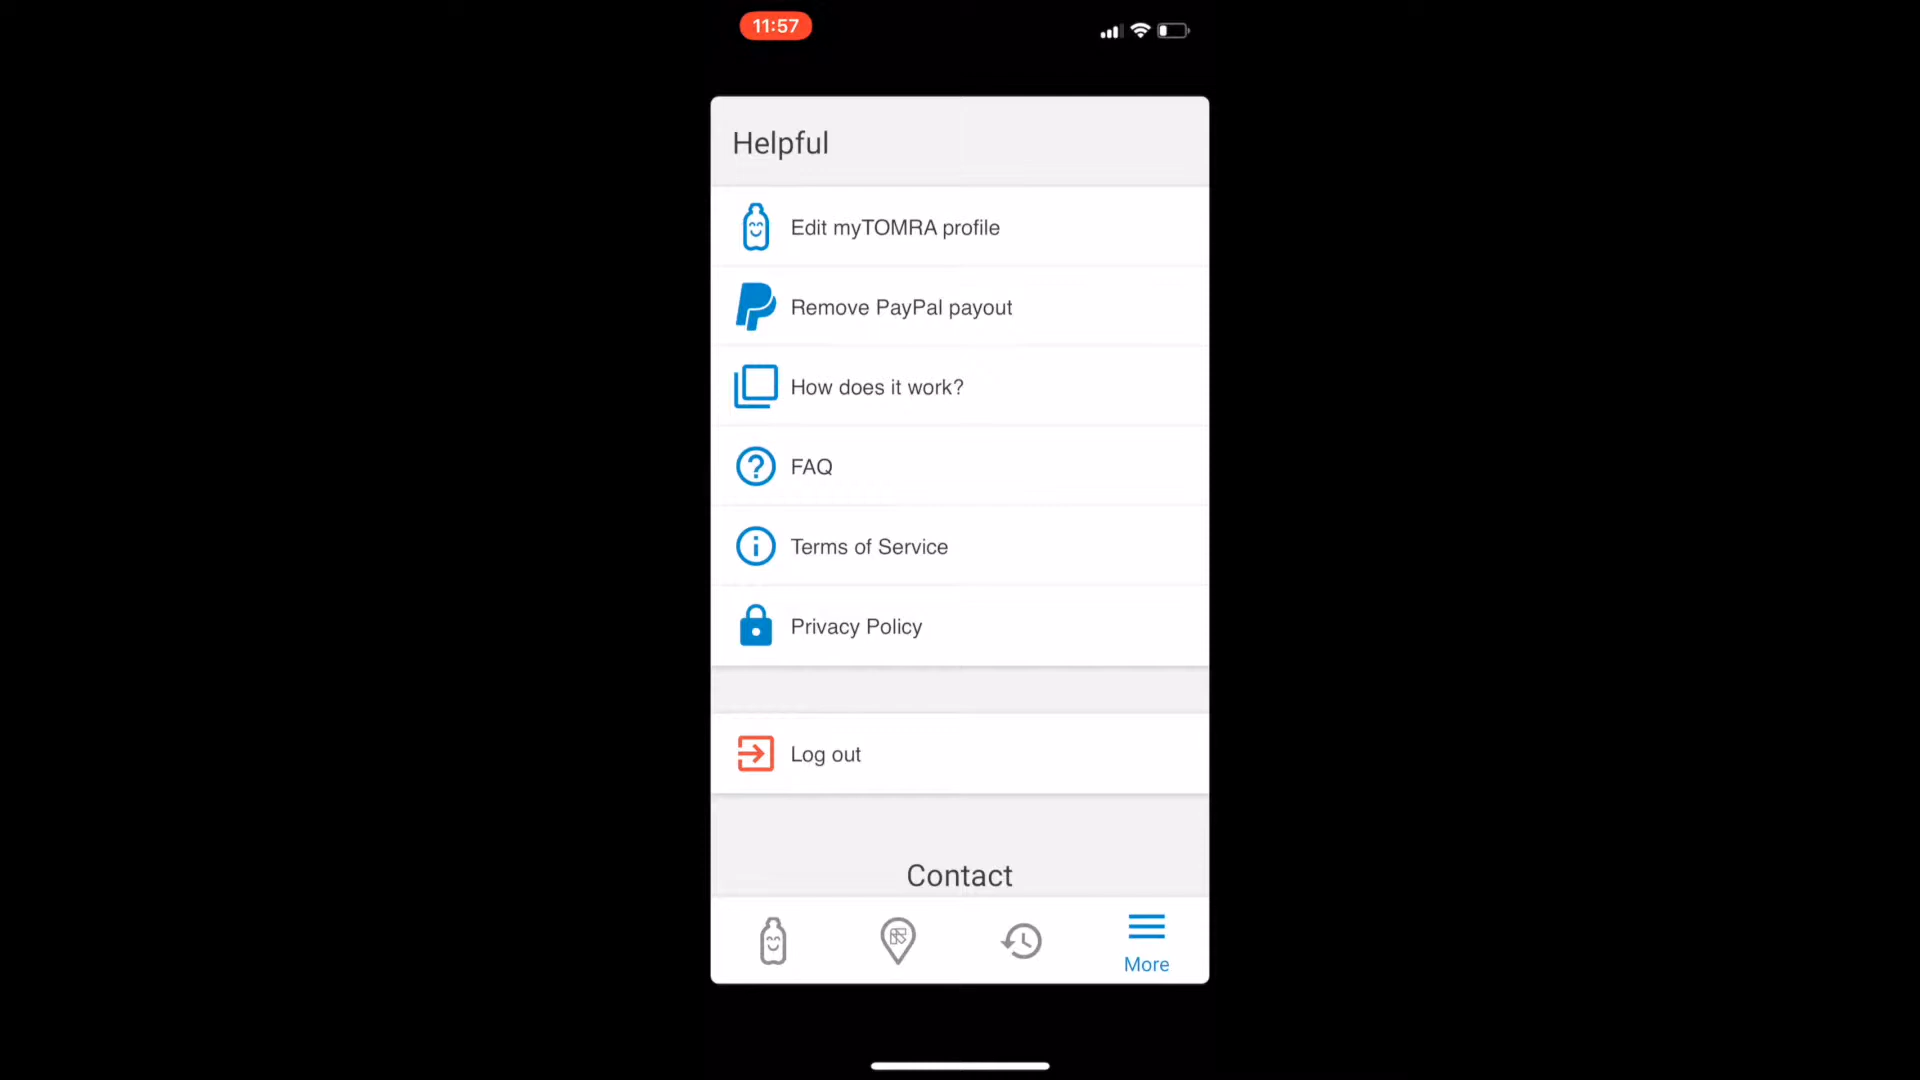 11:57
Helpful
Edit myTOMRA profile
Remove PayPal payout
How does it work?
FAQ
Terms of Service
Privacy Policy
Log out
Contact
More